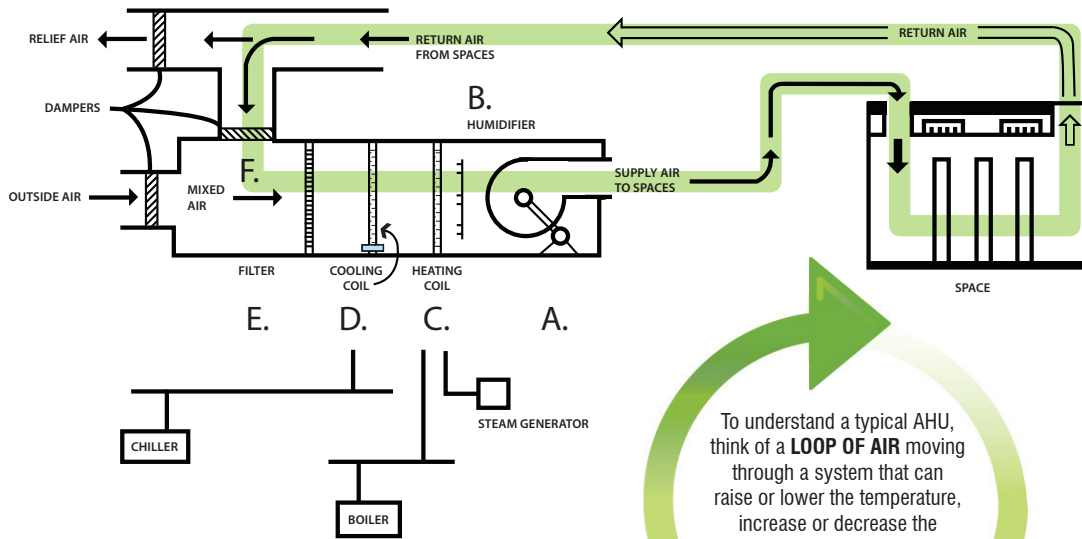 RELIEF AIR
RETURN AIR
FROM SPACES
RETURN AIR
DAMPERS
B.
HUMIDIFIER
F.
OUTSIDE AIR
MIXED
AIR
SUPPLY AIR
TO SPACES
FILTER
COOLING
COIL
HEATING
COIL
SPACE
E.
D.
C.
A.
STEAM GENERATOR
CHILLER
BOILER
To understand a typical AHU,
think of a LOOP OF AIR moving
through a system that can
raise or lower the temperature,
increase or decrease the